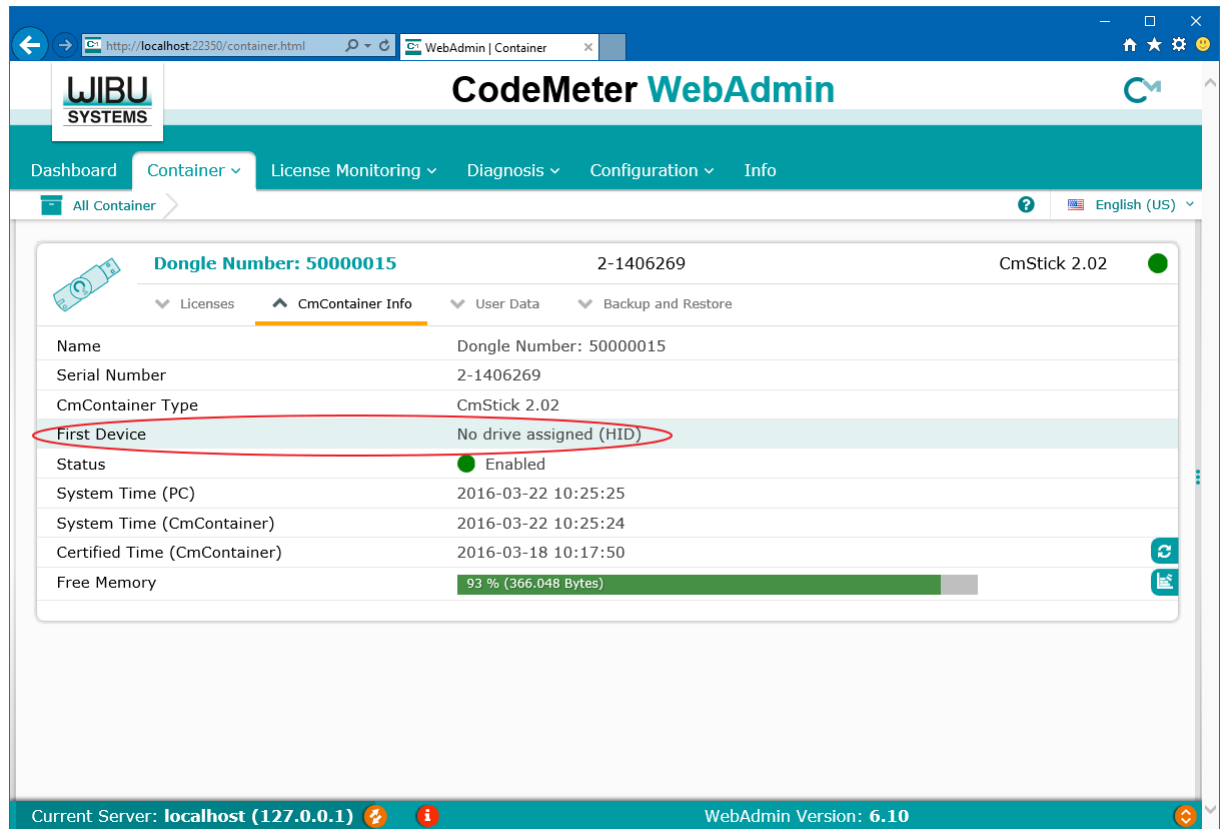 http://localhost:22350/container.html
WebAdmin | Container
WIBU
SYSTEMS
CodeMeter WebAdmin
CM
Dashboard Container License Monitoring Diagnosis Configuration Info
All Container
English (US)
Dongle Number: 50000015 2-1406269 CmStick 2.02
Licenses CmContainer Info User Data Backup and Restore
Name Dongle Number: 50000015
Serial Number 2-1406269
CmContainer Type CmStick 2.02
First Device No drive assigned (HID)
Status Enabled
System Time (PC) 2016-03-22 10:25:25
System Time (CmContainer) 2016-03-22 10:25:24
Certified Time (CmContainer) 2016-03-18 10:17:50
Free Memory 93 % (366.048 Bytes)
Current Server: localhost (127.0.0.1) WebAdmin Version: 6.10